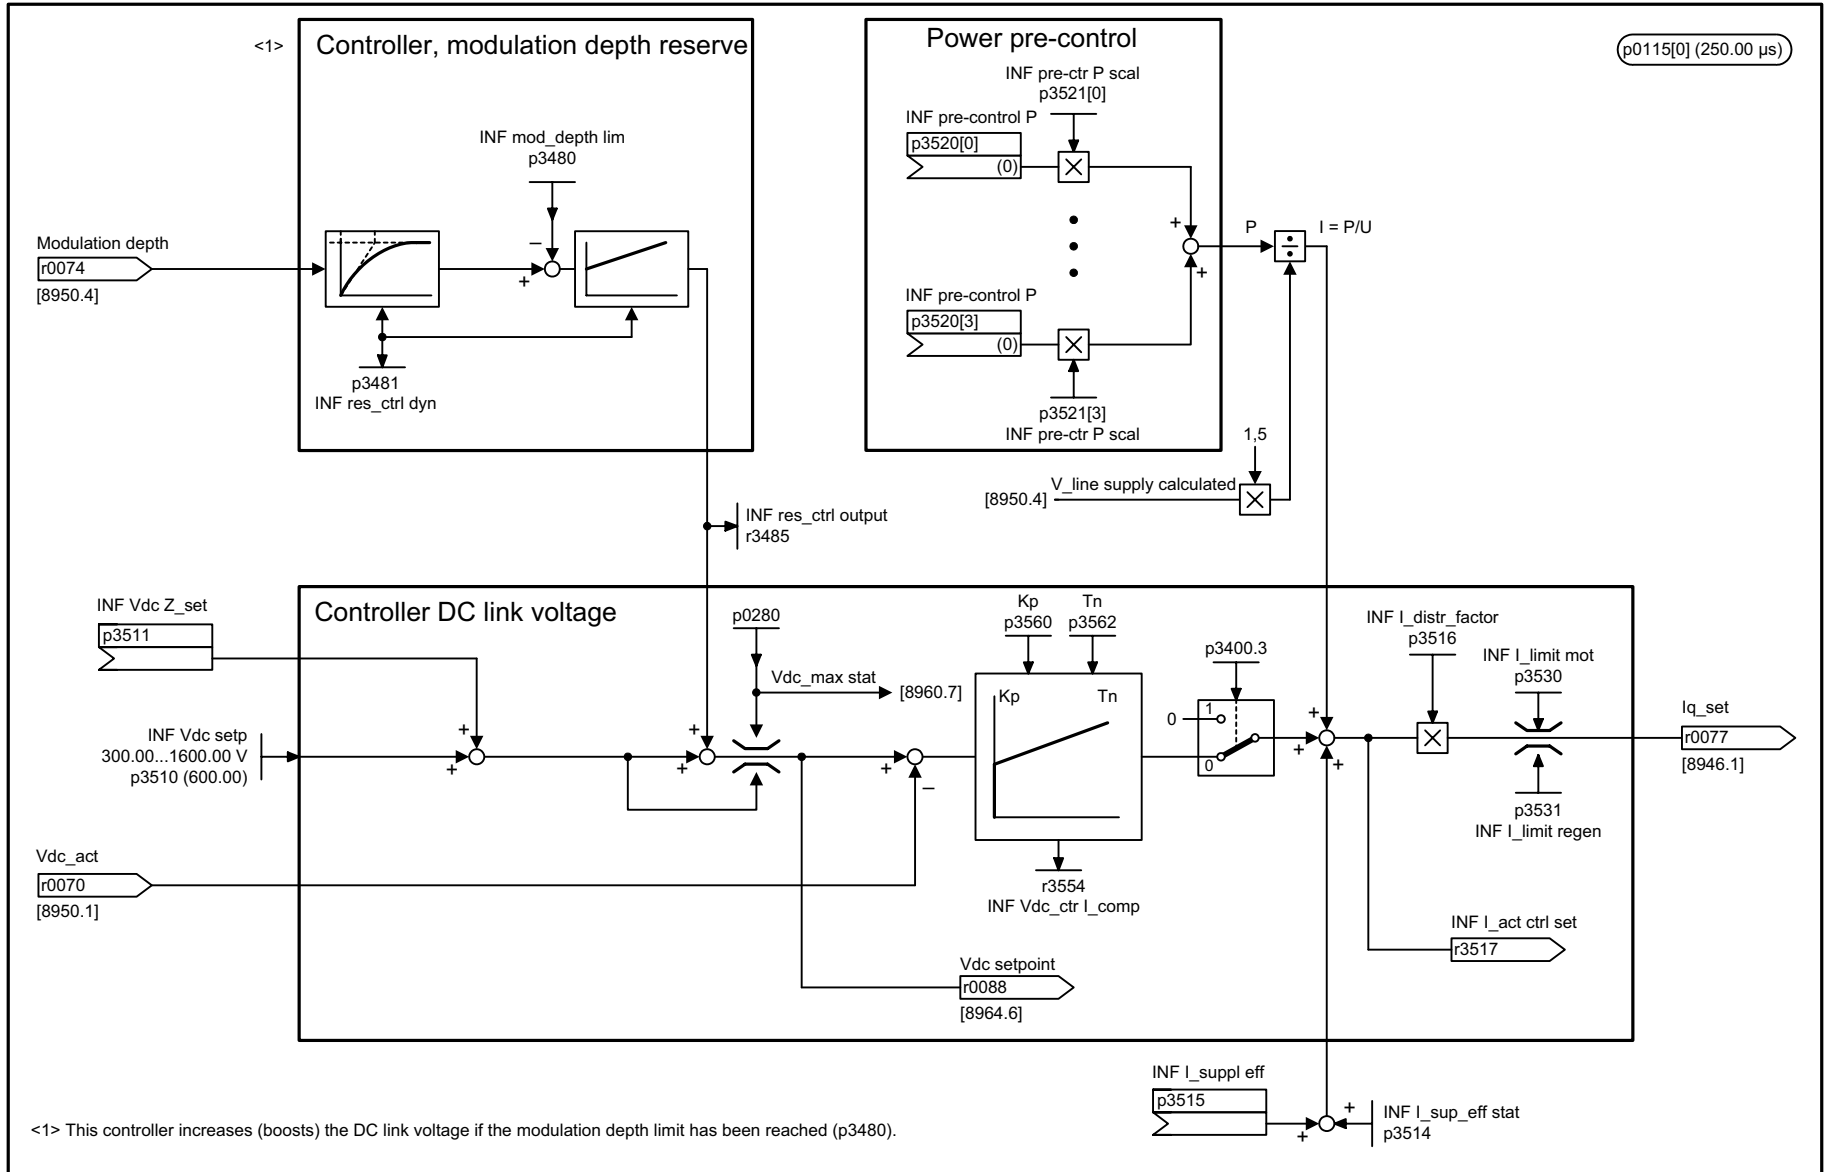 <1>
Controller, modulation depth reserve
Power pre-control
p0115[0] (250.00 µs)
INF pre-ctr P scal
p3521[0]
INF pre-control P
p3520[0]
(0)
INF mod_depth lim
p3480
–
+
Modulation depth
r0074
[8950.4]
p3481
INF res_ctrl dyn
+
+
P
I = P/U
INF pre-control P
p3520[3]
(0)
p3521[3]
INF pre-ctr P scal
1,5
V_line supply calculated
[8950.4]
INF res_ctrl output
r3485
Controller DC link voltage
INF Vdc Z_set
p3511
p0280
Vdc_max stat
[8960.7]
Kp
p3560
Tn
p3562
Kp
Tn
p3400.3
1
0
0
INF I_distr_factor
p3516
INF I_limit mot
p3530
Iq_set
r0077
[8946.1]
p3531
INF I_limit regen
INF Vdc setp
300.00...1600.00 V
p3510 (600.00)
+
+
+
+
+
–
+
+
+
Vdc_act
r0070
[8950.1]
r3554
INF Vdc_ctr I_comp
INF I_act ctrl set
r3517
Vdc setpoint
r0088
[8964.6]
INF I_suppl eff
p3515
+
+
INF I_sup_eff stat
p3514
<1> This controller increases (boosts) the DC link voltage if the modulation depth limit has been reached (p3480).